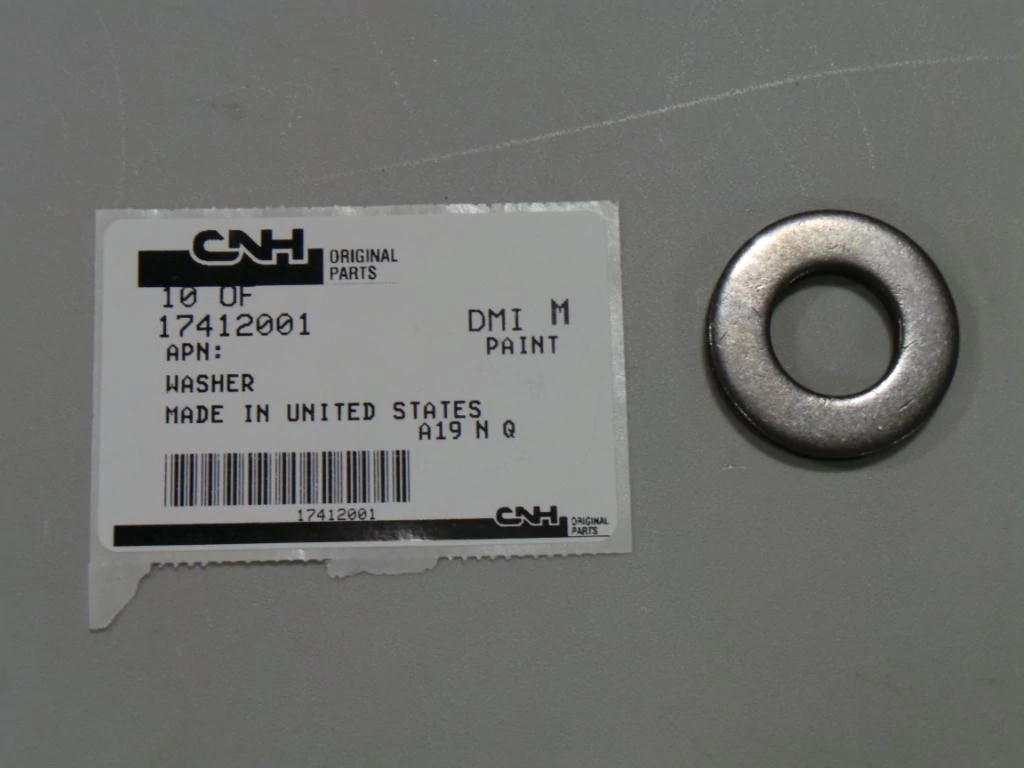 CNH ORIGINAL
PARTS
10 OF
17412001
DMI M
APN:
PAINT
WASHER
MADE IN UNITED STATES
A19 N Q
17412001
CNH ORIGINAL
PARTS